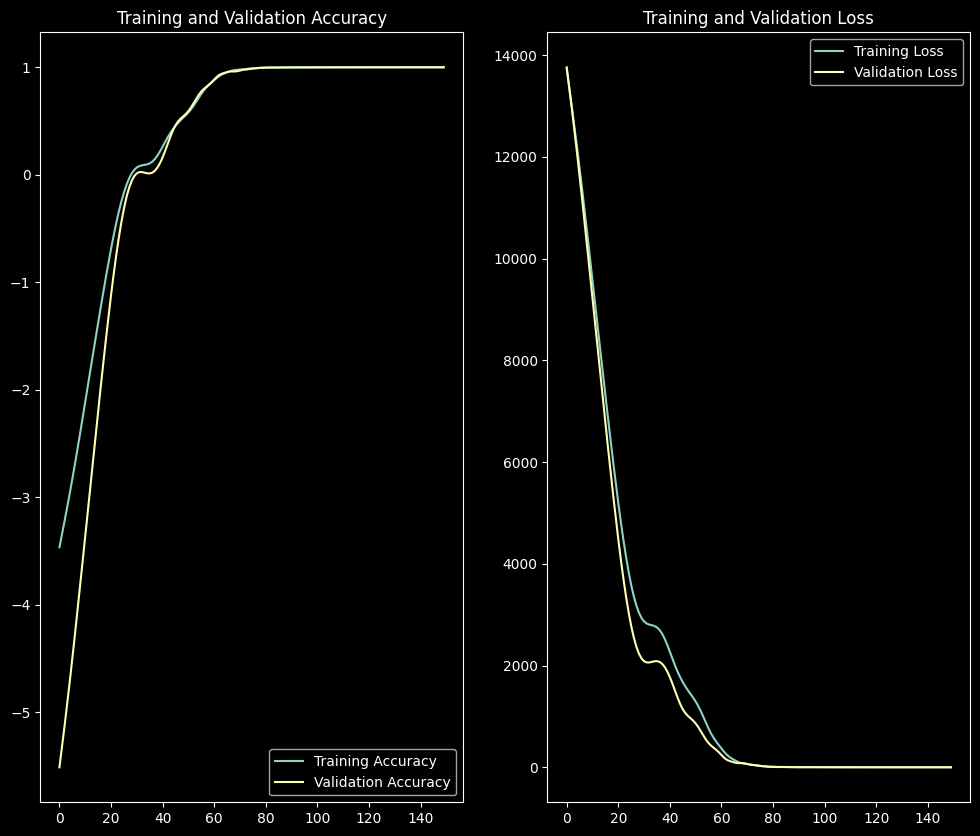 Training and Validation Accuracy
1
0
−1
−2
−3
−4
−5
Training Accuracy
Validation Accuracy
0 20 40 60 80 100 120 140
Training and Validation Loss
14000
12000
10000
8000
6000
4000
2000
0
Training Loss
Validation Loss
0 20 40 60 80 100 120 140